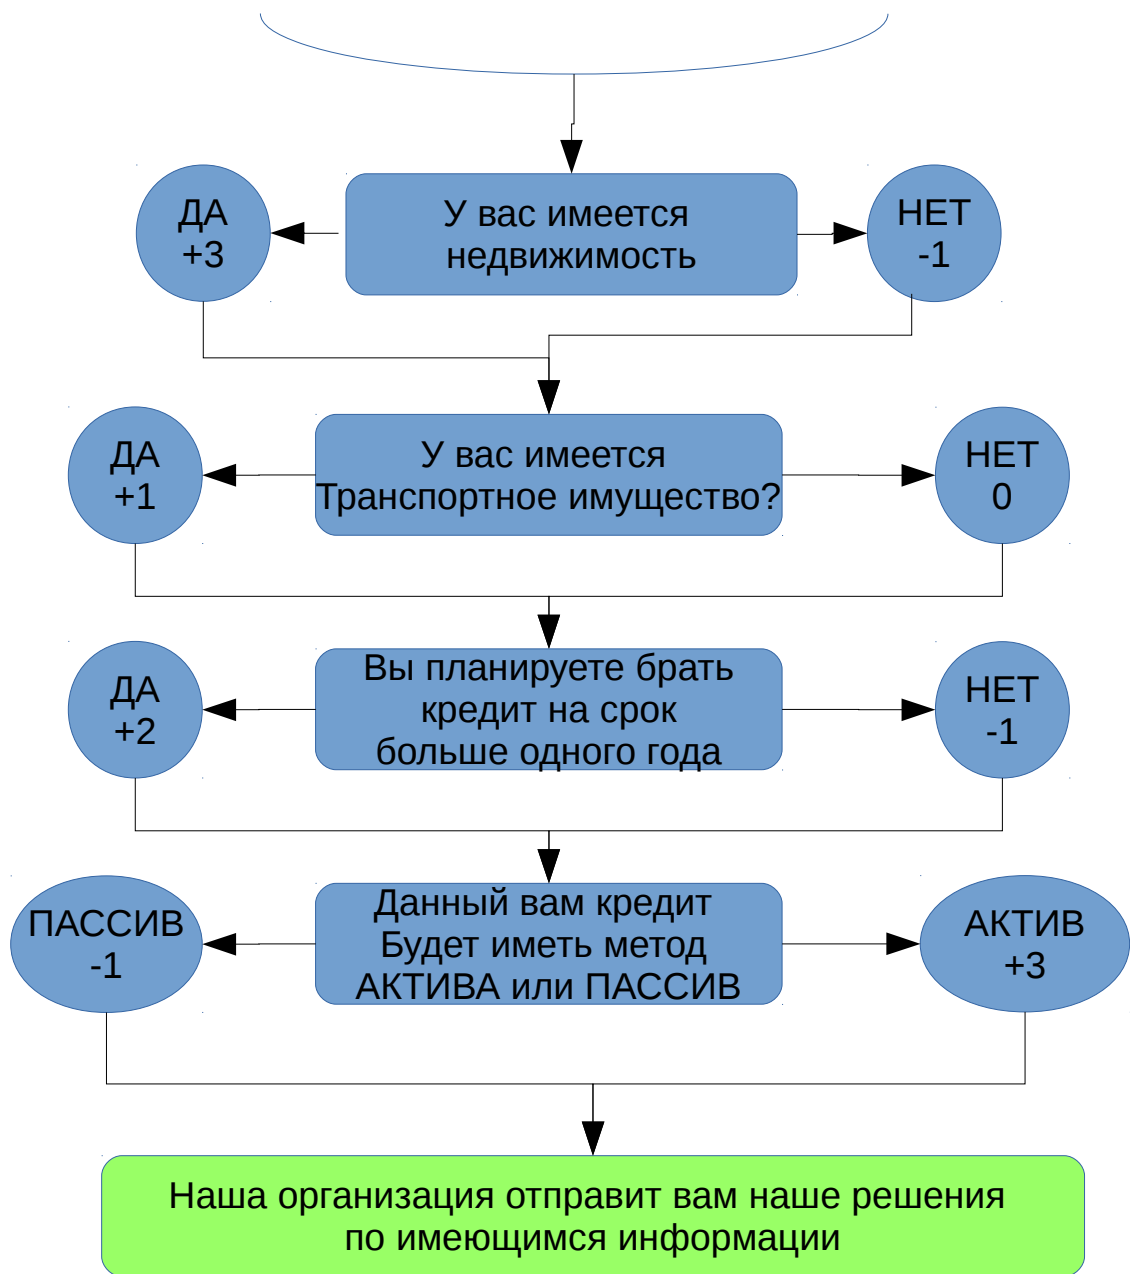 У вас имеется
недвижимость
ДА
+3
НЕТ
-1
У вас имеется
Транспортное имущество?
ДА
+1
НЕТ
0
Вы планируете брать
кредит на срок
больше одного года
ДА
+2
НЕТ
-1
Данный вам кредит
Будет иметь метод
АКТИВА или ПАССИВ
ПАССИВ
-1
АКТИВ
+3
Наша организация отправит вам наше решения
по имеющимся информации